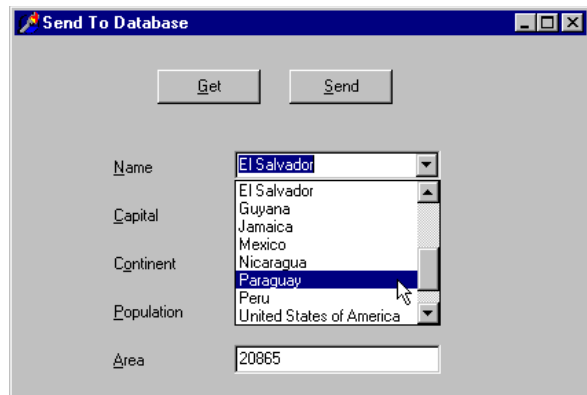 Send To Database
Get Send
Name El Salvador
El Salvador
Guyana
Capital
Jamaica
Mexico
Continent
Nicaragua
Paraguay
Peru
Population
United States of America
Area 20865